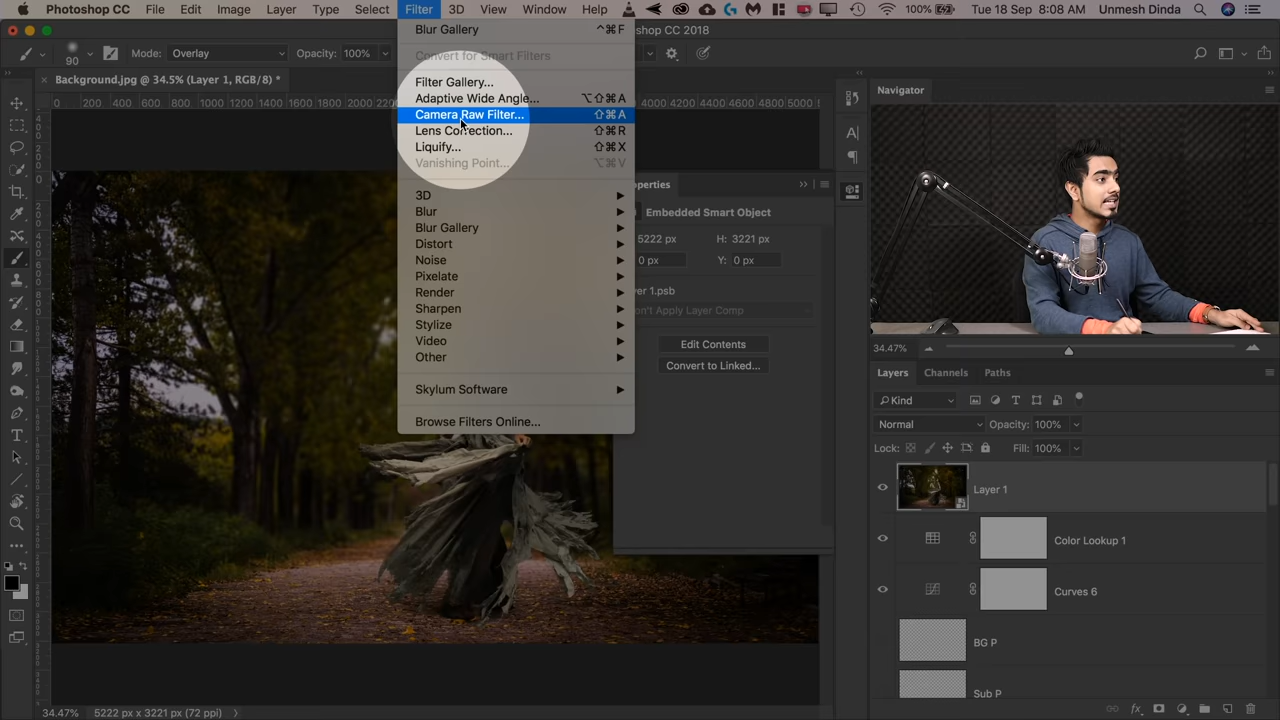 Photoshop CC File Edit Image Layer Type Select Filter 3D View Window Help 100% Tue 18 Sep 8:08 AM Unmesh Dinda
shop CC 2018
90 Mode: Overlay Opacity: 100%
Background.jpg @ 34.5% (Layer 1, RGB/8) *
0 200 400 600 800 1000 1200 1400 1600 1800 2000 4000 4200 4400 4600 4800 5000
Blur Gallery ⌃⌘F
Convert for Smart Filters
Filter Gallery...
Adaptive Wide Angle... ⌥⇧⌘A
Camera Raw Filter... ⇧⌘A
Lens Correction... ⇧⌘R
Liquify... ⇧⌘X
Vanishing Point... ⌥⌘V
3D
Blur
Blur Gallery
Distort
Noise
Pixelate
Render
Sharpen
Stylize
Video
Other
Skylum Software
Browse Filters Online...
operties
Embedded Smart Object
5222 px H: 3221 px
0 px Y: 0 px
er 1.psb
n't Apply Layer Comp
Edit Contents
Convert to Linked...
Navigator
34.47%
Layers Channels Paths
Kind
Normal Opacity: 100%
Lock: Fill: 100%
Layer 1
Color Lookup 1
Curves 6
BG P
Sub P
34.47% 5222 px x 3221 px (72 ppi)